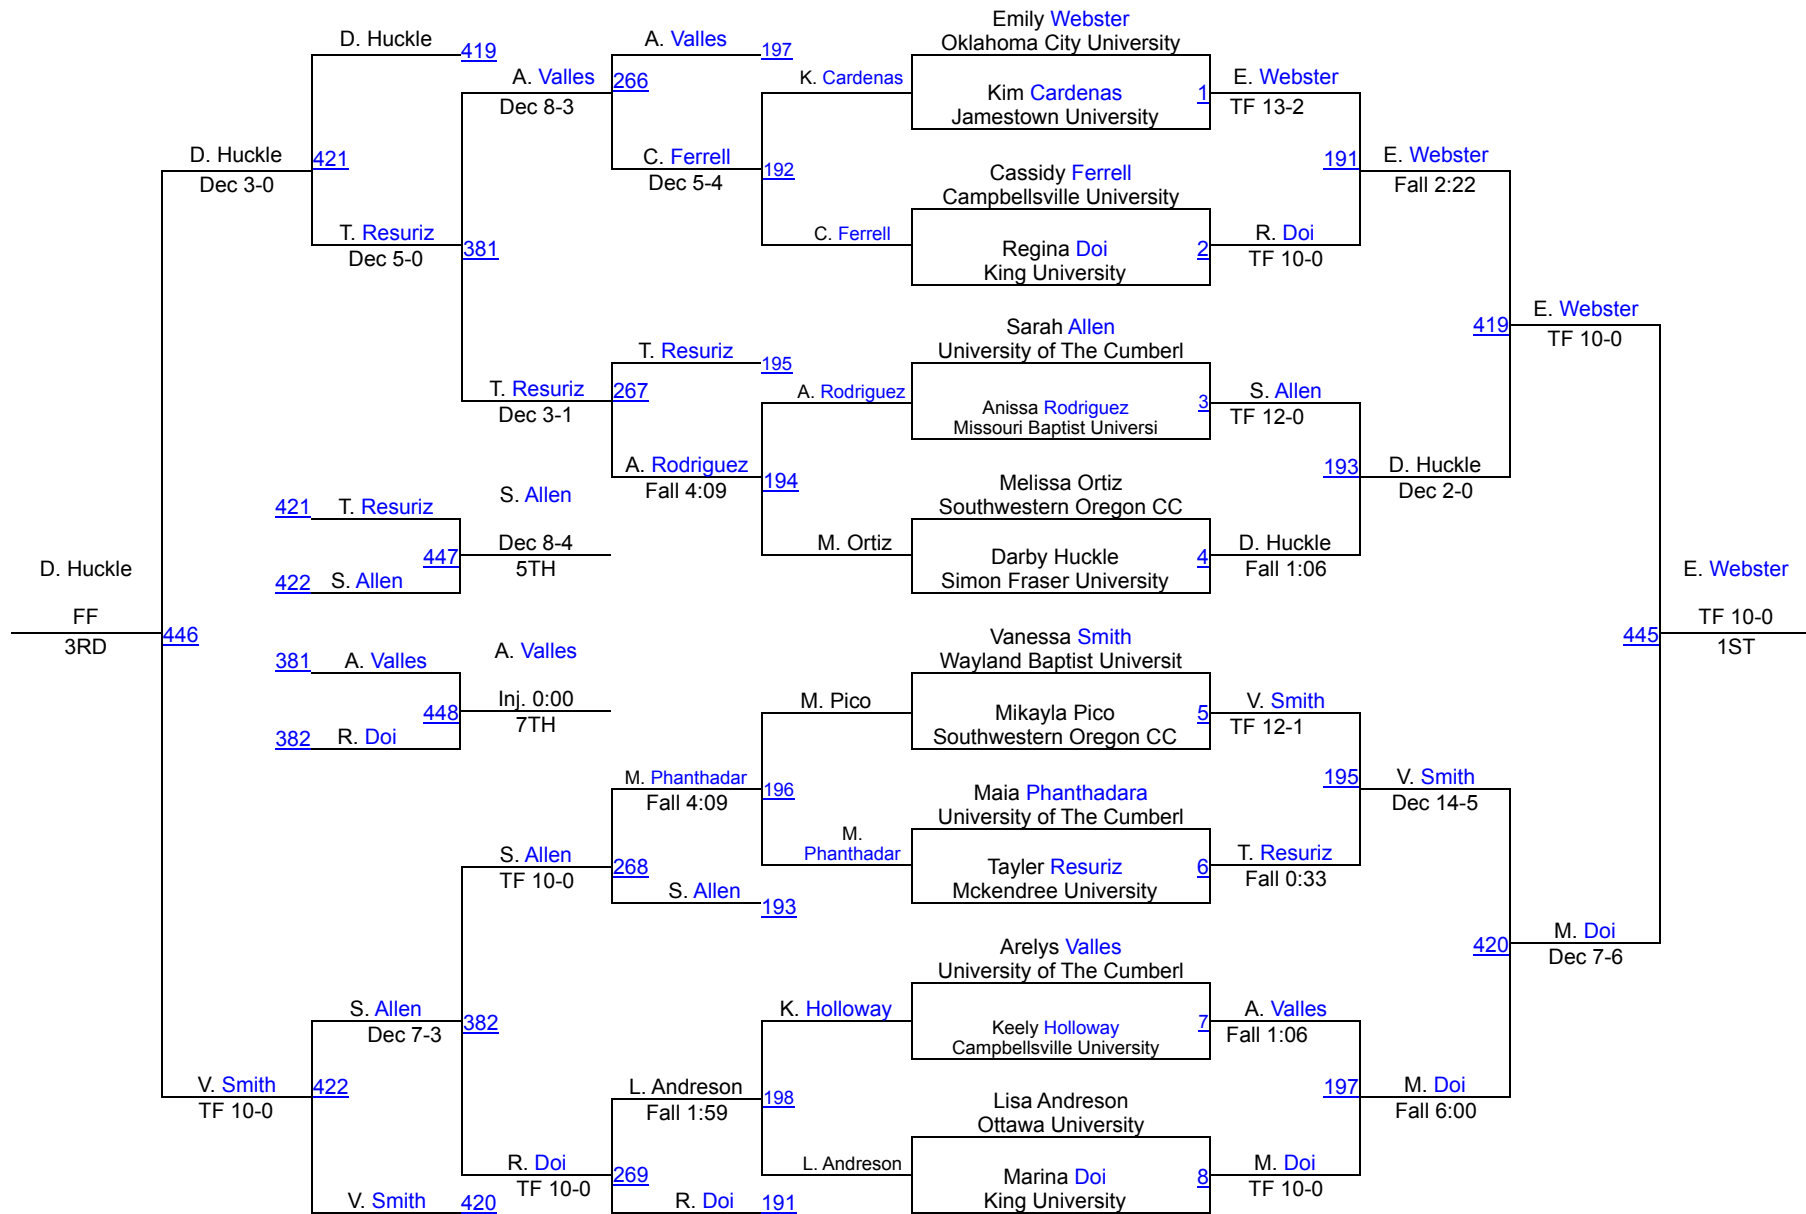 Emily Webster
Oklahoma City University
D. Huckle
419
A. Valles
197
A. Valles
266
K. Cardenas
Kim Cardenas
1
E. Webster
Dec 8-3
Jamestown University
TF 13-2
D. Huckle
421
C. Ferrell
192
Cassidy Ferrell
191
E. Webster
Dec 3-0
Dec 5-4
Campbellsville University
Fall 2:22
T. Resuriz
381
C. Ferrell
Regina Doi
2
R. Doi
Dec 5-0
King University
TF 10-0
E. Webster
Sarah Allen
419
TF 10-0
T. Resuriz
195
University of The Cumberl
T. Resuriz
267
A. Rodriguez
Anissa Rodriguez
3
S. Allen
Dec 3-1
Missouri Baptist Universi
TF 12-0
A. Rodriguez
194
Melissa Ortiz
193
D. Huckle
Fall 4:09
Southwestern Oregon CC
Dec 2-0
421
T. Resuriz
S. Allen
447
Dec 8-4
5TH
M. Ortiz
Darby Huckle
4
D. Huckle
Simon Fraser University
Fall 1:06
422
S. Allen
D. Huckle
E. Webster
FF
446
3RD
445
TF 10-0
1ST
Vanessa Smith
Wayland Baptist Universit
381
A. Valles
A. Valles
448
Inj. 0:00
7TH
M. Pico
Mikayla Pico
5
V. Smith
Southwestern Oregon CC
TF 12-1
382
R. Doi
M. Phanthadar
196
Maia Phanthadara
195
V. Smith
Fall 4:09
University of The Cumberl
Dec 14-5
M.
Phanthadar
S. Allen
268
Tayler Resuriz
6
T. Resuriz
TF 10-0
Mckendree University
Fall 0:33
S. Allen
193
420
M. Doi
Dec 7-6
Arelys Valles
University of The Cumberl
S. Allen
382
K. Holloway
Keely Holloway
7
A. Valles
Dec 7-3
Campbellsville University
Fall 1:06
V. Smith
422
L. Andreson
198
Lisa Andreson
197
M. Doi
TF 10-0
Fall 1:59
Ottawa University
Fall 6:00
R. Doi
269
L. Andreson
Marina Doi
8
M. Doi
TF 10-0
King University
TF 10-0
V. Smith
420
R. Doi
191